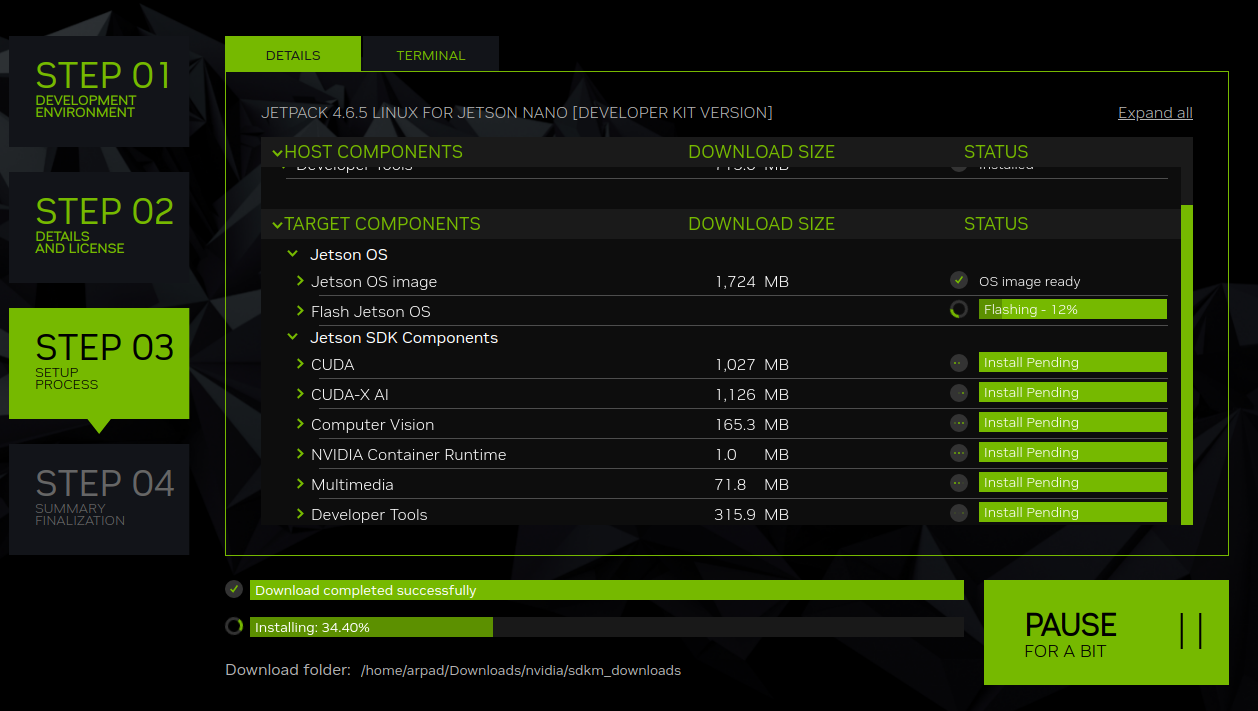 STEP 01
DEVELOPMENT
ENVIRONMENT
STEP 02
DETAILS
AND LICENSE
STEP 03
SETUP
PROCESS
STEP 04
SUMMARY
FINALIZATION
DETAILS TERMINAL
JETPACK 4.6.5 LINUX FOR JETSON NANO [DEVELOPER KIT VERSION] Expand all
HOST COMPONENTS DOWNLOAD SIZE STATUS
Developer Tools MB Installed
TARGET COMPONENTS DOWNLOAD SIZE STATUS
Jetson OS
Jetson OS image 1,724 MB OS image ready
Flash Jetson OS Flashing - 12%
Jetson SDK Components
CUDA 1,027 MB Install Pending
CUDA-X AI 1,126 MB Install Pending
Computer Vision 165.3 MB Install Pending
NVIDIA Container Runtime 1.0 MB Install Pending
Multimedia 71.8 MB Install Pending
Developer Tools 315.9 MB Install Pending
Download completed successfully
Installing: 34.40%
Download folder: /home/arpad/Downloads/nvidia/sdkm_downloads
PAUSE
FOR A BIT